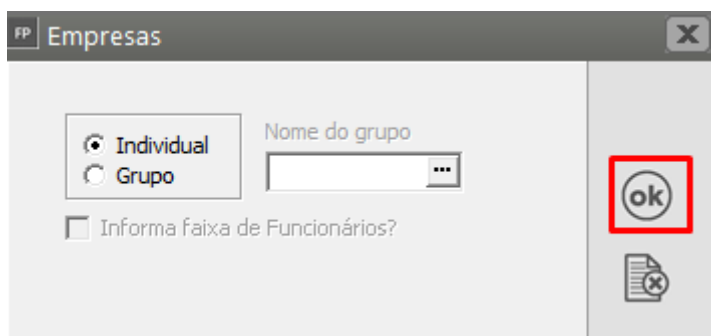 FP Empresas
Individual
Grupo
Nome do grupo
...
Informa faixa de Funcionários?
ok